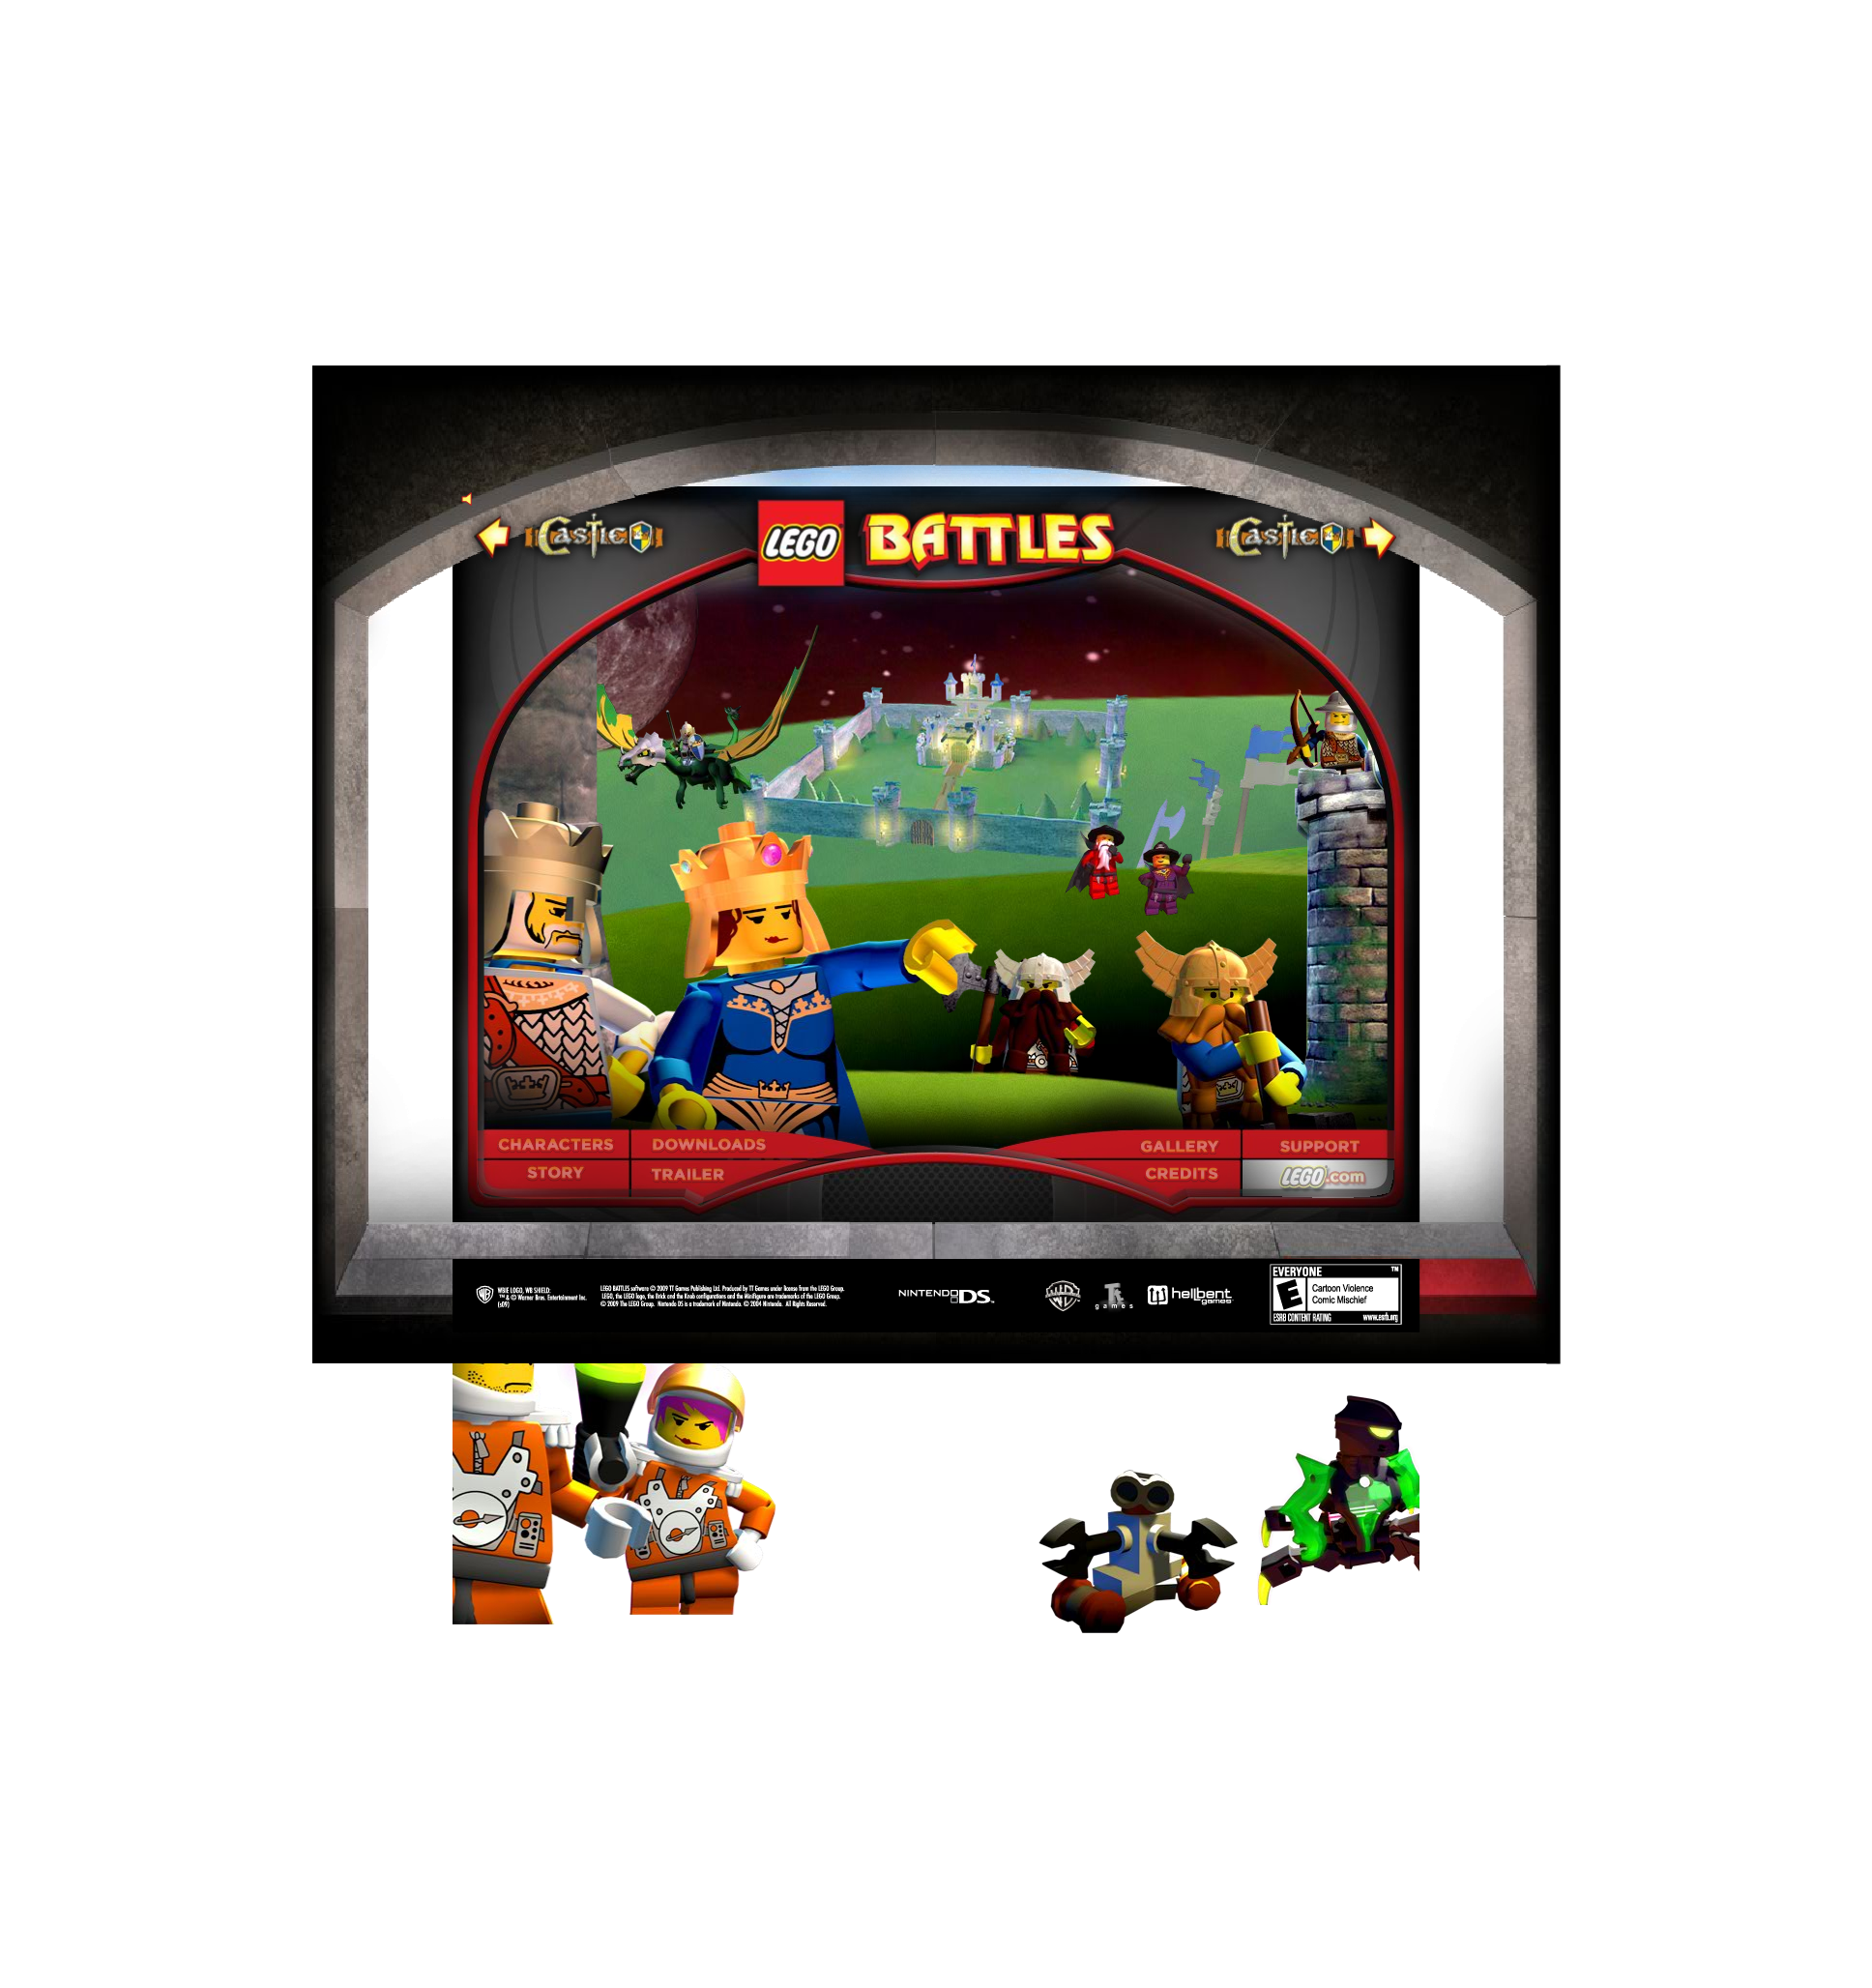 Castle
LEGO BATTLES
Castle
CHARACTERS
DOWNLOADS
GALLERY
SUPPORT
STORY
TRAILER
CREDITS
LEGO.com
WBIE LOGO, WB SHIELD:
™ & © Warner Bros. Entertainment Inc.
(s09)
LEGO BATTLES software © 2009 TT Games Publishing Ltd. Produced by TT Games under license from the LEGO Group.
LEGO, the LEGO logo, the Brick and the Knob configurations and the Minifigure are trademarks of the LEGO Group.
© 2009 The LEGO Group. Nintendo DS is a trademark of Nintendo. © 2004 Nintendo. All Rights Reserved.
NINTENDO DS™
games
hellbent
games
EVERYONE ™
E
Cartoon Violence
Comic Mischief
ESRB CONTENT RATING www.esrb.org